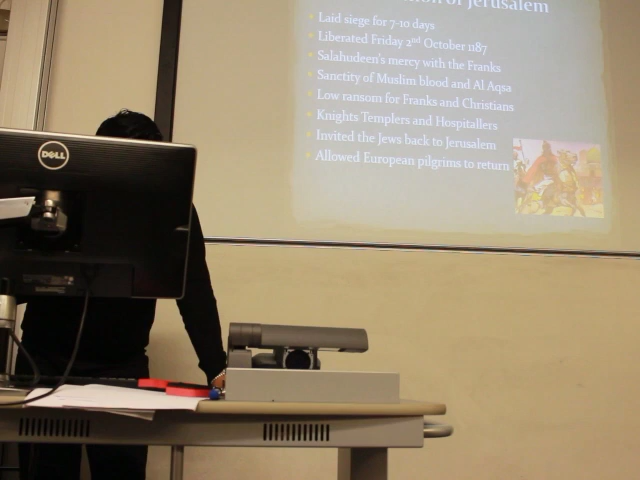 of Jerusalem
Laid siege for 7-10 days
Liberated Friday 2nd October 1187
Salahudeen's mercy with the Franks
Sanctity of Muslim blood and Al Aqsa
Low ransom for Franks and Christians
Knights Templers and Hospitallers
Invited the Jews back to Jerusalem
Allowed European pilgrims to return
DELL